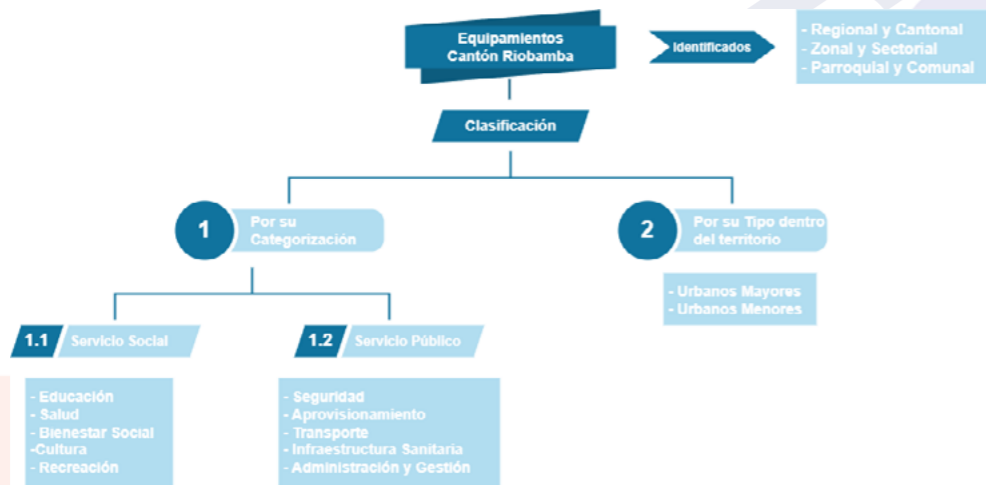 Equipamientos
Cantón Riobamba
Identificados
- Regional y Cantonal
- Zonal y Sectorial
- Parroquial y Comunal
Clasificación
1
Por su
Categorización
2
Por su Tipo dentro
del territorio
- Urbanos Mayores
- Urbanos Menores
1.1
Servicio Social
1.2
Servicio Público
- Educación
- Salud
- Bienestar Social
-Cultura
- Recreación
- Seguridad
- Aprovisionamiento
- Transporte
- Infraestructura Sanitaria
- Administración y Gestión